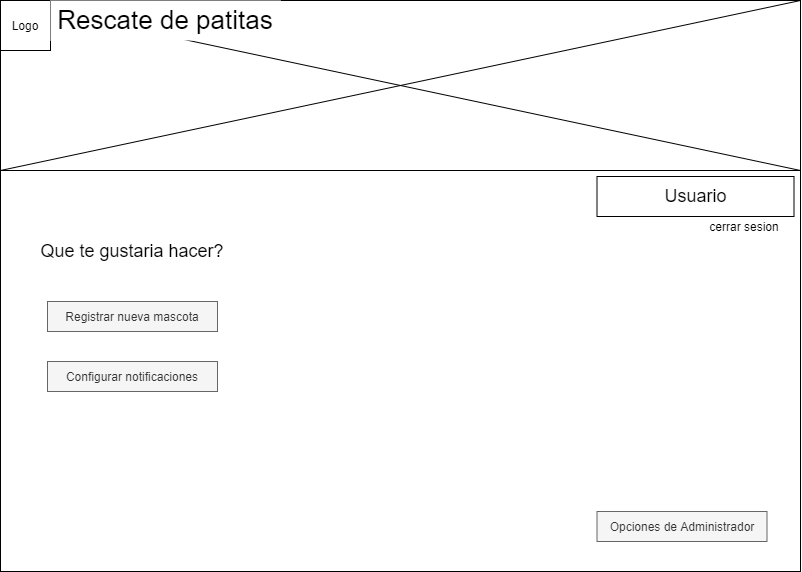 Logo
Rescate de patitas
Usuario
cerrar sesion
Que te gustaria hacer?
Registrar nueva mascota
Configurar notificaciones
Opciones de Administrador